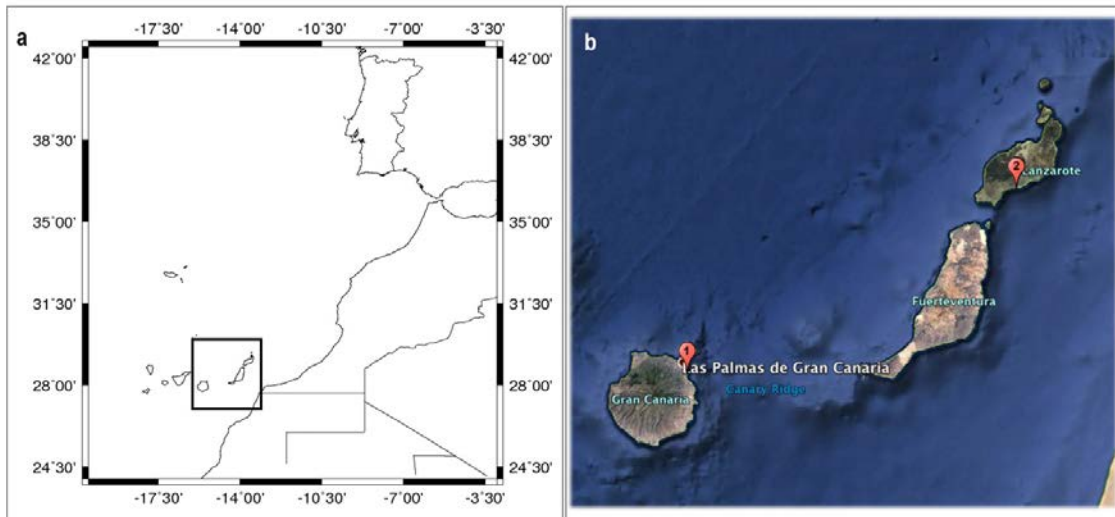 a
-17°30' -14°00' -10°30' -7°00' -3°30'
42°00' 42°00'
38°30' 38°30'
35°00' 35°00'
31°30' 31°30'
28°00' 28°00'
24°30' 24°30'
-17°30' -14°00' -10°30' -7°00' -3°30'
b
2
Lanzarote
Fuerteventura
1
Las Palmas de Gran Canaria
Canary Ridge
Gran Canaria